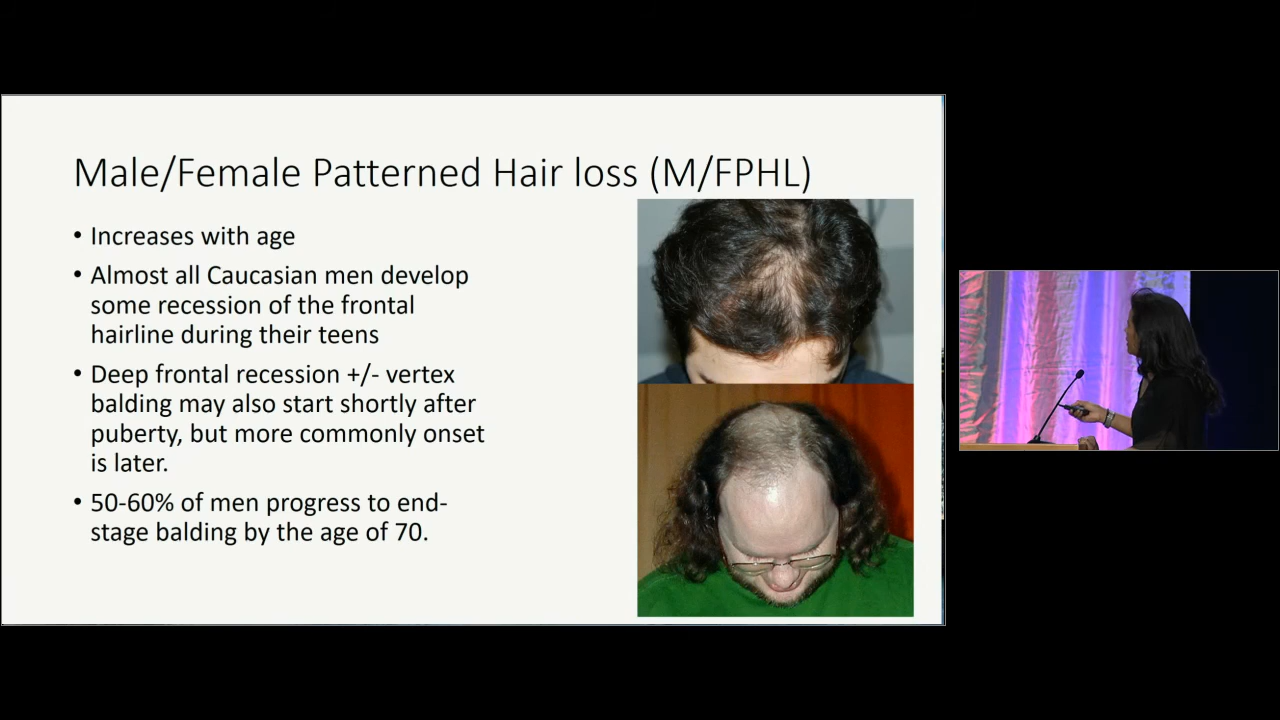 Male/Female Patterned Hair loss (M/FPHL)
• Increases with age
• Almost all Caucasian men develop
some recession of the frontal
hairline during their teens
• Deep frontal recession +/- vertex
balding may also start shortly after
puberty, but more commonly onset
is later.
• 50-60% of men progress to end-
stage balding by the age of 70.